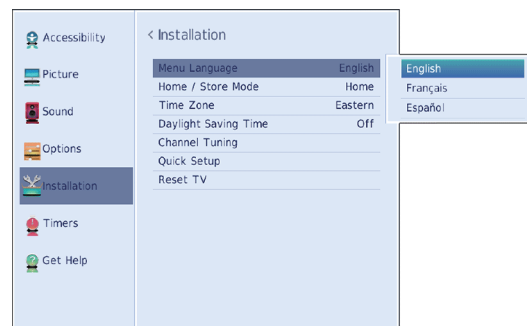 Accessibility
Picture
Sound
Options
Installation
Timers
Get Help
< Installation
Menu Language English
Home / Store Mode Home
Time Zone Eastern
Daylight Saving Time Off
Channel Tuning
Quick Setup
Reset TV
English
Français
Español